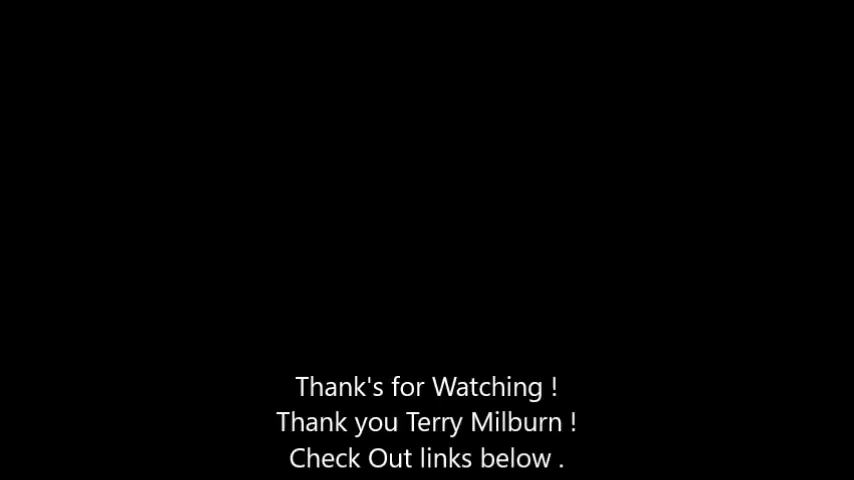 Thank's for Watching !
Thank you Terry Milburn !
Check Out links below .